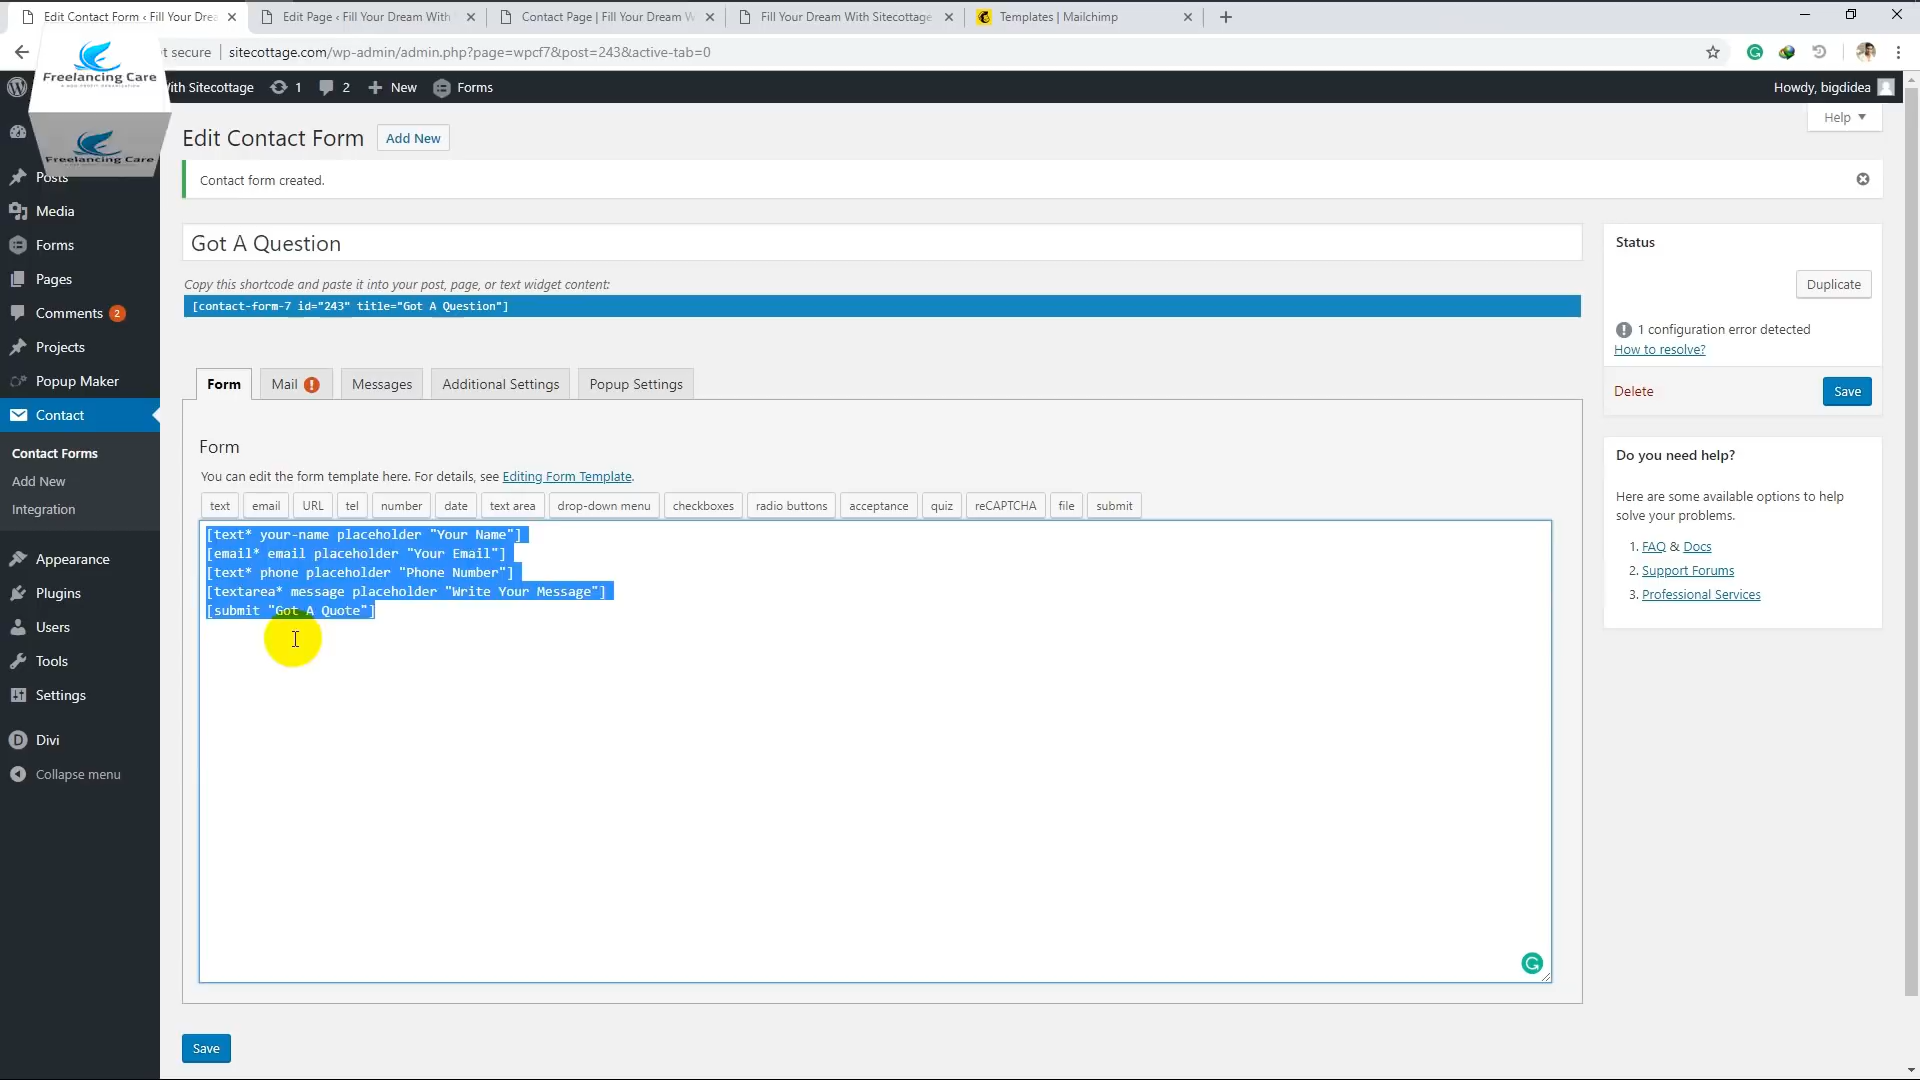 Edit Contact Form ‹ Fill Your Drea
Edit Page ‹ Fill Your Dream With
Contact Page | Fill Your Dream W
Fill Your Dream With Sitecottage
Templates | Mailchimp
t secure
sitecottage.com/wp-admin/admin.php?page=wpcf7&post=243&active-tab=0
Freelancing Care
A NON-PROFIT ORGANIZATION
ith Sitecottage
1
2
New
Forms
Howdy, bigdidea
Freelancing Care
Help
Edit Contact Form
Add New
Contact form created.
Posts
Media
Forms
Pages
Comments 2
Projects
Popup Maker
Contact
Contact Forms
Add New
Integration
Appearance
Plugins
Users
Tools
Settings
Divi
Collapse menu
Got A Question
Copy this shortcode and paste it into your post, page, or text widget content:
[contact-form-7 id="243" title="Got A Question"]
Form
Mail
Messages
Additional Settings
Popup Settings
Form
You can edit the form template here. For details, see Editing Form Template.
text
email
URL
tel
number
date
text area
drop-down menu
checkboxes
radio buttons
acceptance
quiz
reCAPTCHA
file
submit
[text* your-name placeholder "Your Name"]
[email* email placeholder "Your Email"]
[text* phone placeholder "Phone Number"]
[textarea* message placeholder "Write Your Message"]
[submit "Got A Quote"]
Save
Status
Duplicate
1 configuration error detected
How to resolve?
Delete
Save
Do you need help?
Here are some available options to help
solve your problems.
1. FAQ & Docs
2. Support Forums
3. Professional Services